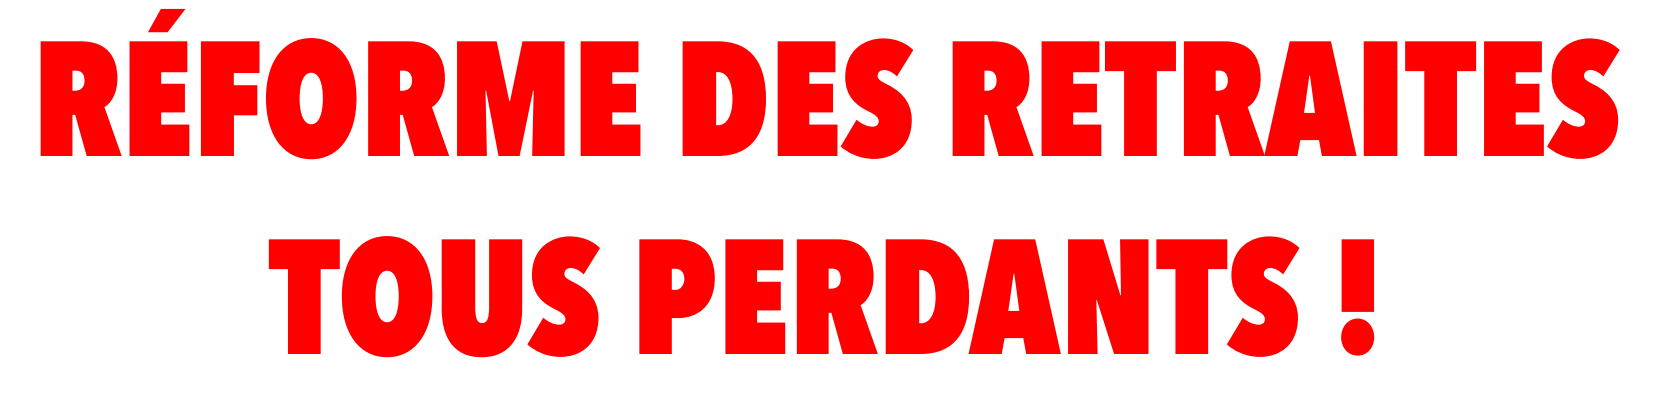 RÉFORME DES RETRAITES
TOUS PERDANTS !